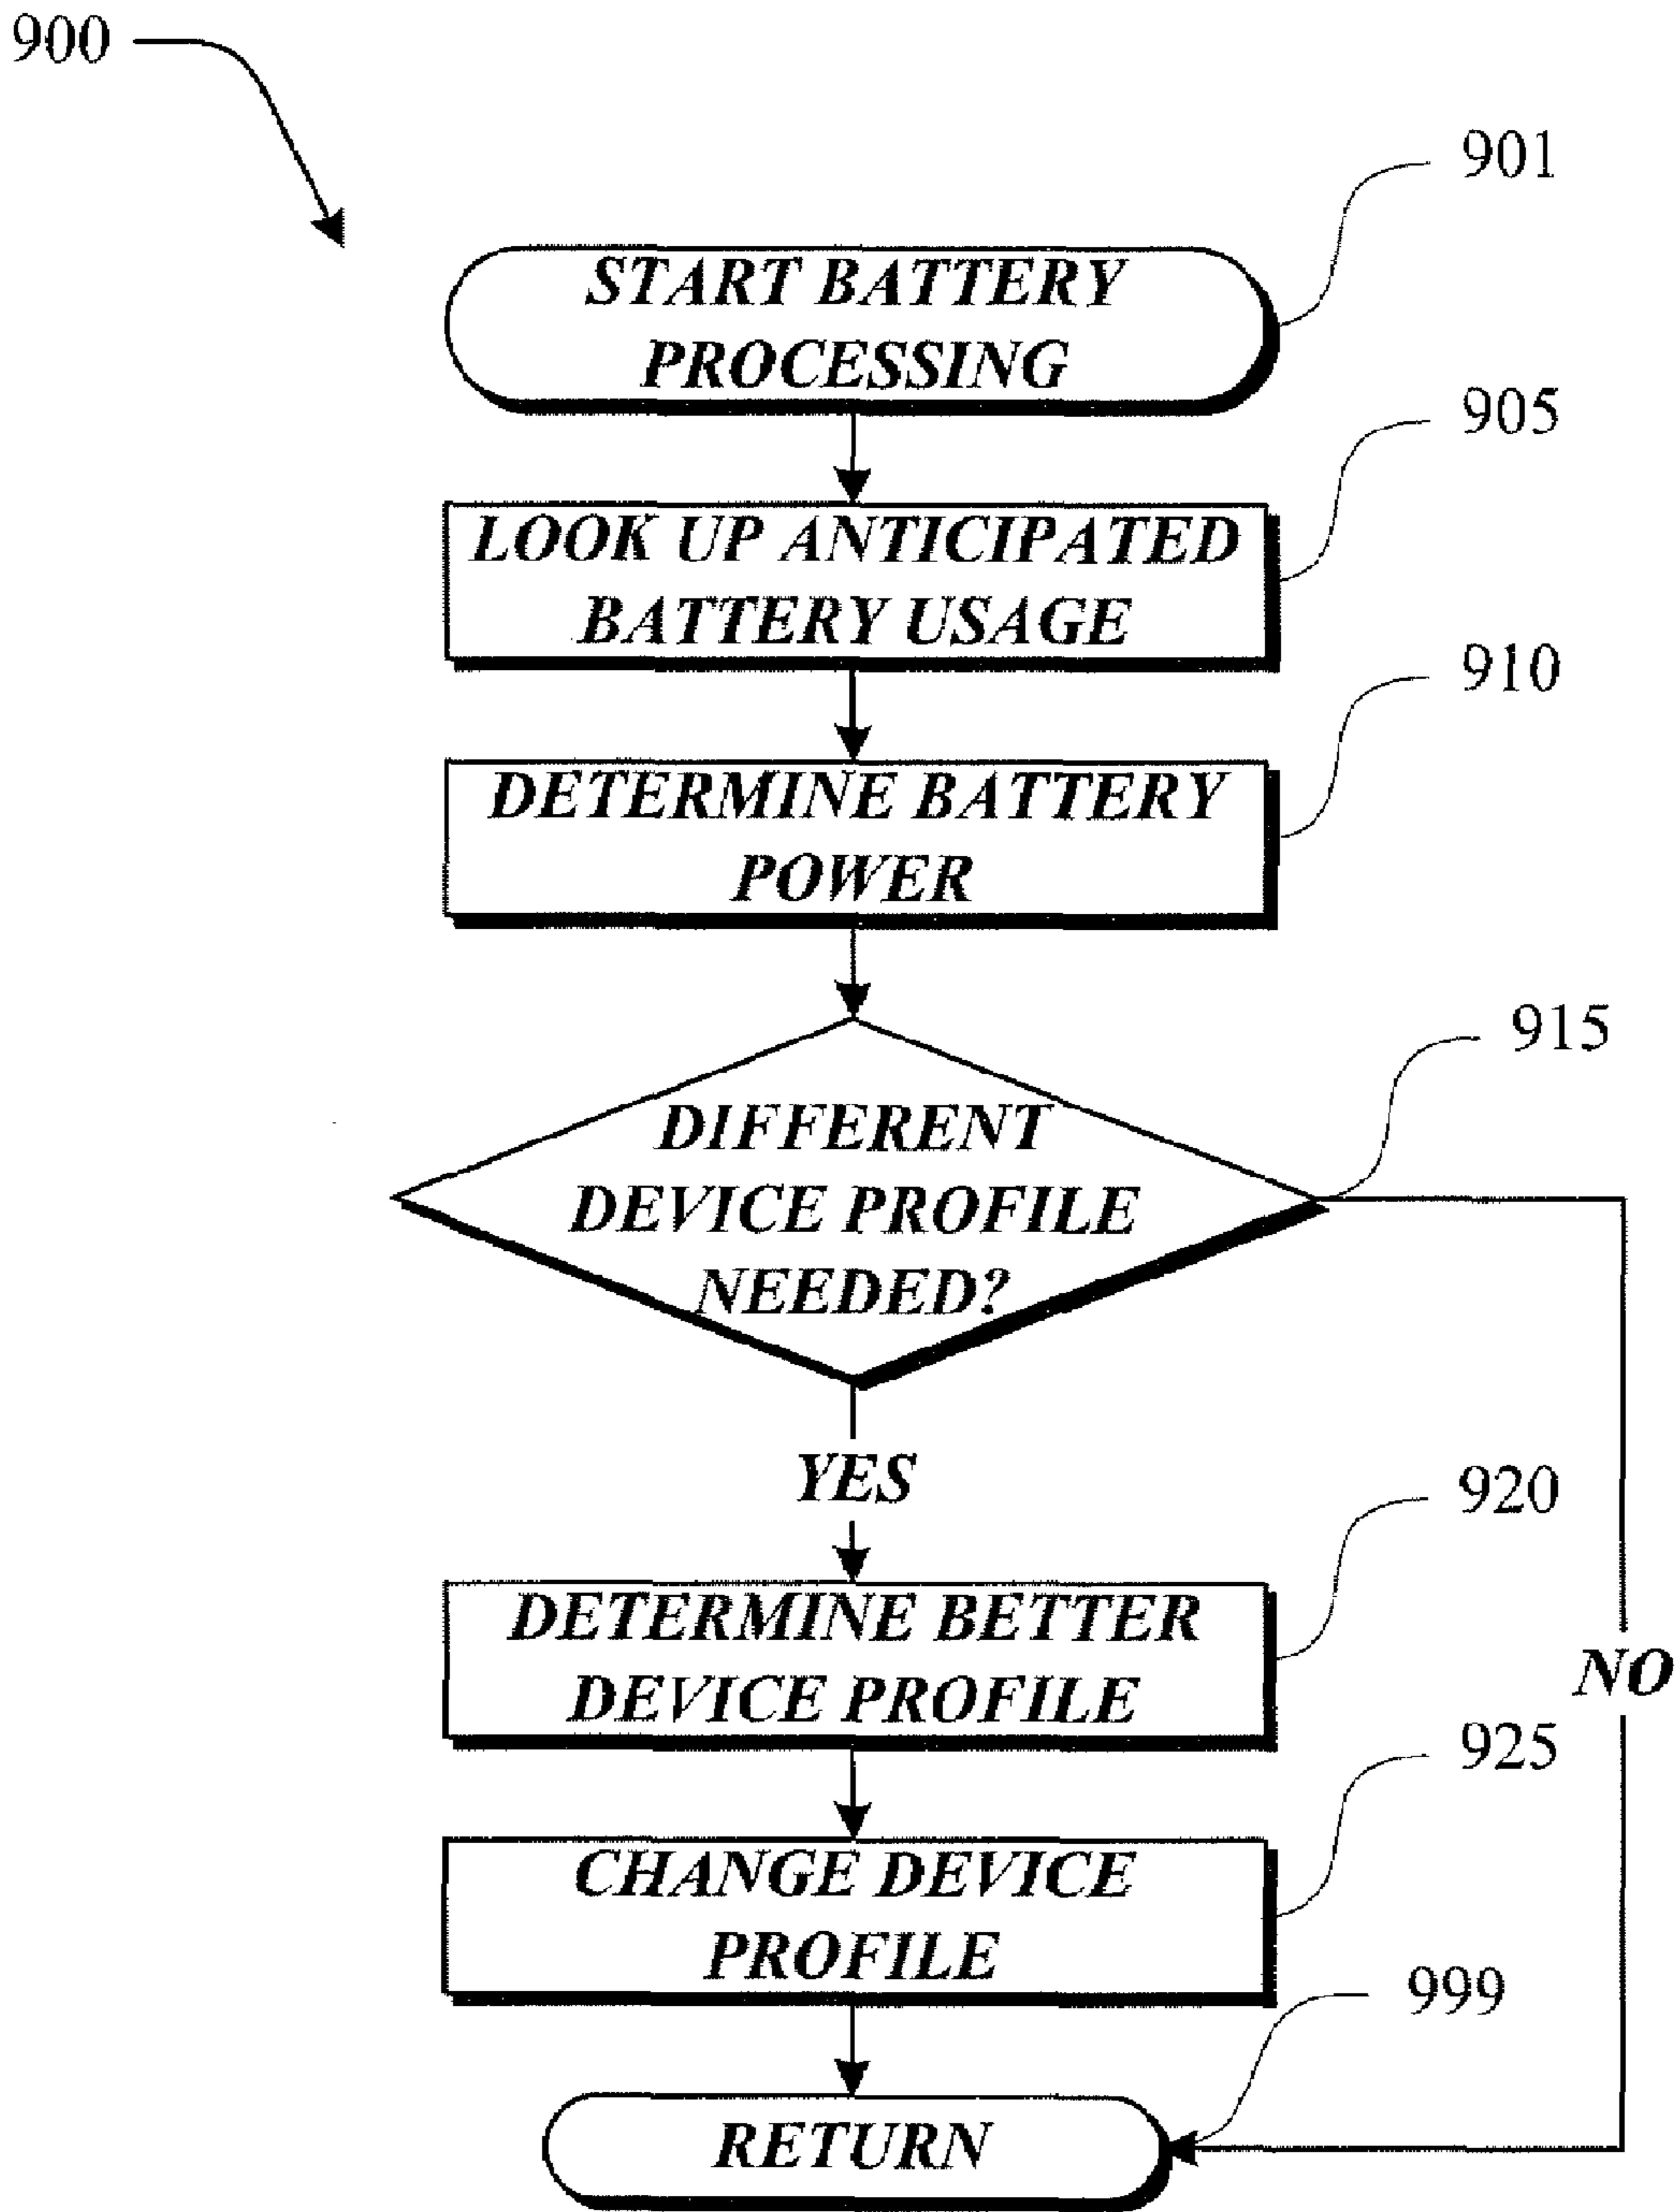 900
901
START BATTERY
PROCESSING
905
LOOK UP ANTICIPATED
BATTERY USAGE
910
DETERMINE BATTERY
POWER
915
DIFFERENT
DEVICE PROFILE
NEEDED?
YES
920
DETERMINE BETTER
DEVICE PROFILE
NO
925
CHANGE DEVICE
PROFILE
999
RETURN